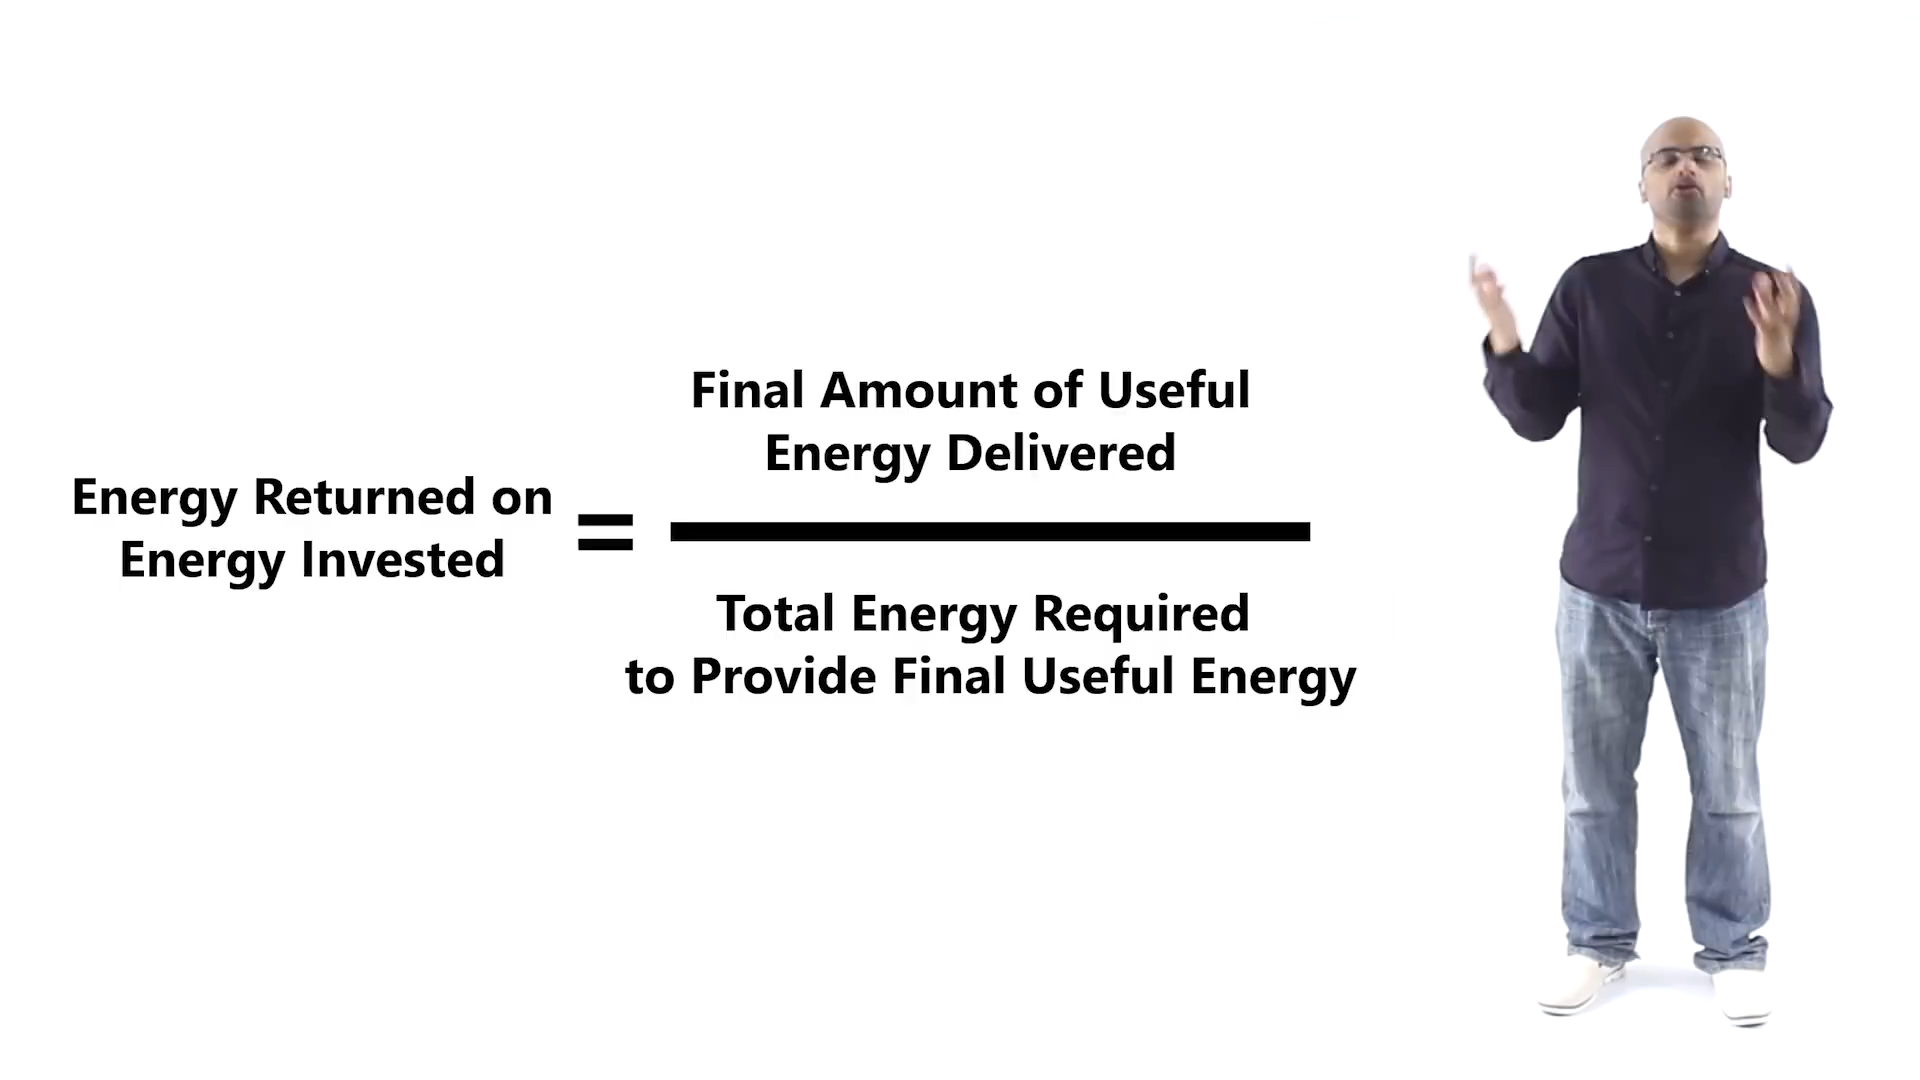 Energy Returned on
Energy Invested
=
Final Amount of Useful
Energy Delivered
Total Energy Required
to Provide Final Useful Energy